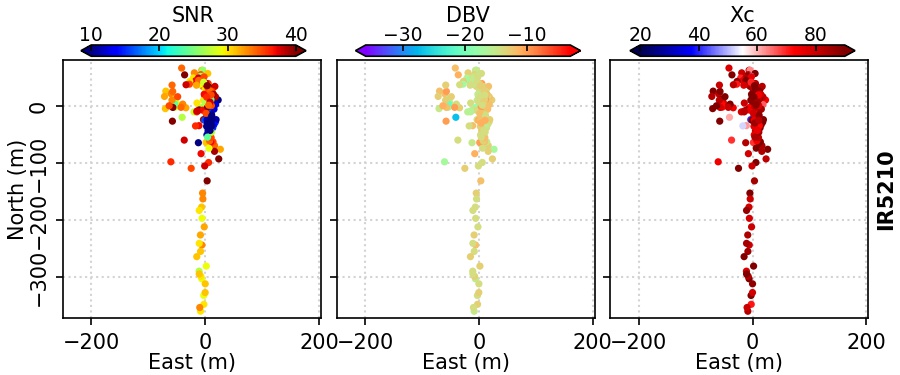 SNR DBV Xc
10 20 30 40 −30 −20 −10 20 40 60 80
North (m)
0
−100
−200
−300
IR5210
−200 0 200 −200 0 200 −200 0 200
East (m) East (m) East (m)